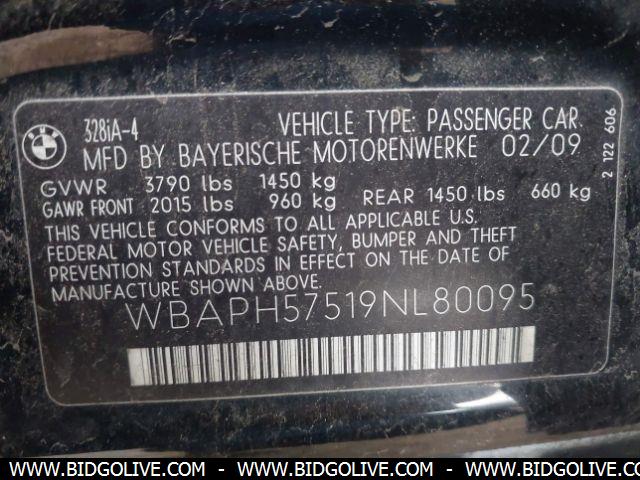 BMW
328iA-4 VEHICLE TYPE: PASSENGER CAR
MFD BY BAYERISCHE MOTORENWERKE 02/09
GVWR 3790 lbs 1450 kg
GAWR FRONT 2015 lbs 960 kg REAR 1450 lbs 660 kg
THIS VEHICLE CONFORMS TO ALL APPLICABLE U.S.
FEDERAL MOTOR VEHICLE SAFETY, BUMPER AND THEFT
PREVENTION STANDARDS IN EFFECT ON THE DATE OF
MANUFACTURE SHOWN ABOVE.
WBAPH57519NL80095
2 122 606
WWW.BIDGOLIVE.COM - WWW.BIDGOLIVE.COM - WWW.BIDGOLIVE.COM